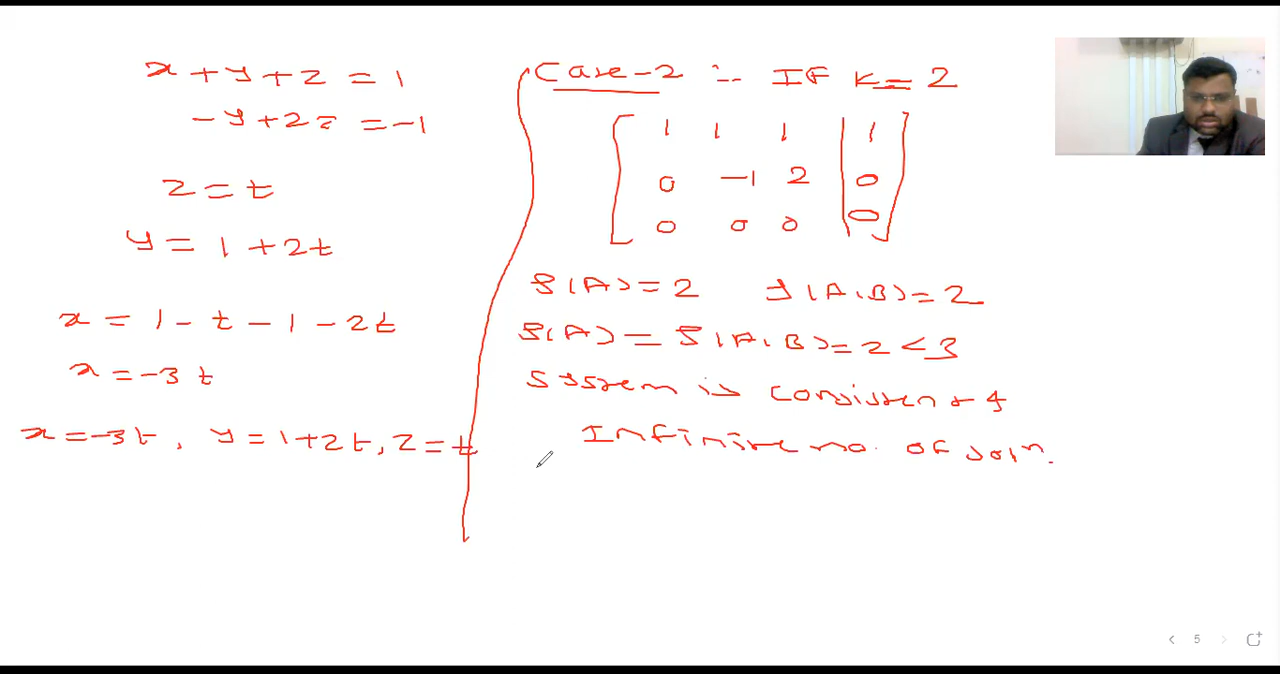 x + y + z = 1
- y + 2z = -1
z = t
y = 1 + 2t
x = 1 - t - 1 - 2t
x = -3t
x = -3t, y = 1 + 2t, z = t
Case-2 :- IF K = 2
1 1 1 | 1
0 -1 2 | 0
0 0 0 | 0
ρ(A) = 2 ρ(A,B) = 2
ρ(A) = ρ(A,B) = 2 < 3
System is consistent &
Infinite no. of soln.
5